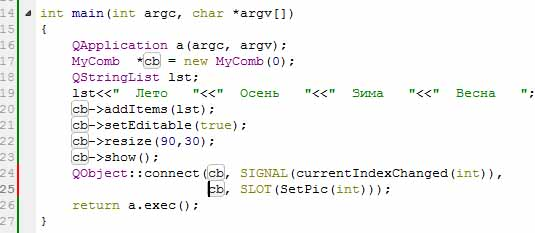 14 int main(int argc, char *argv[])
15 {
16 QApplication a(argc, argv);
17 MyComb *cb = new MyComb(0);
18 QStringList lst;
19 lst<<" Лето "<<" Осень "<<" Зима "<<" Весна ";
20 cb->addItems(lst);
21 cb->setEditable(true);
22 cb->resize(90,30);
23 cb->show();
24 QObject::connect(cb, SIGNAL(currentIndexChanged(int)),
25 cb, SLOT(SetPic(int)));
26 return a.exec();
27 }